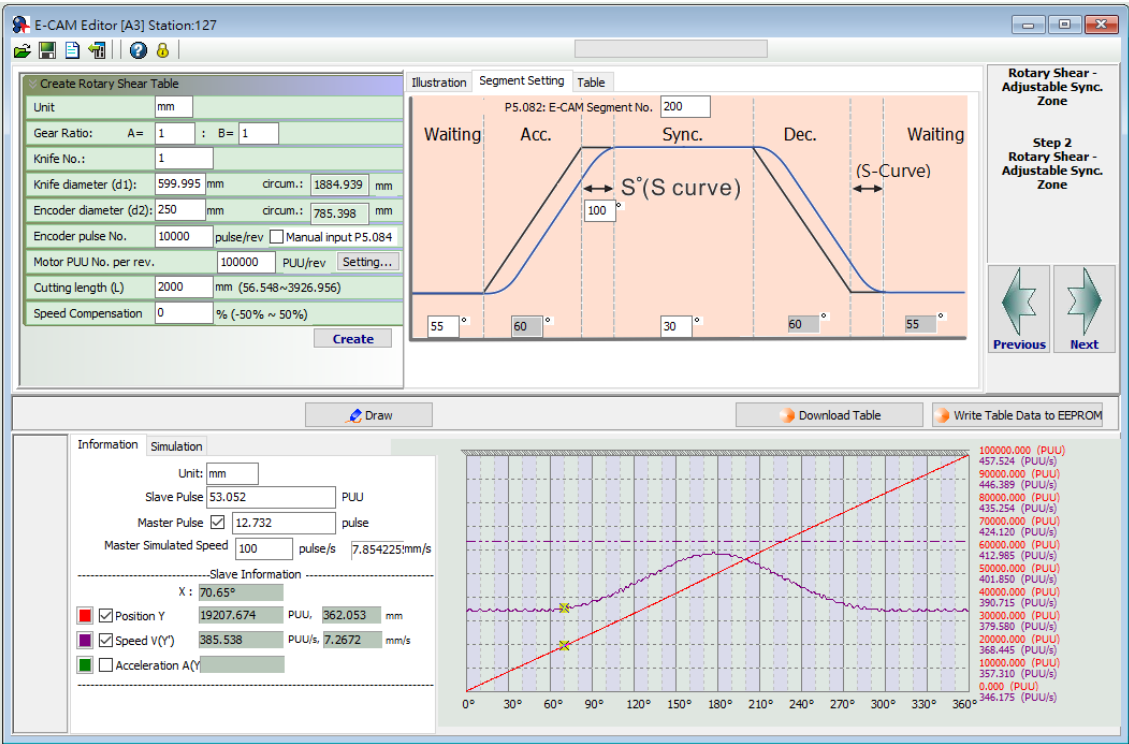 E-CAM Editor [A3] Station:127
Create Rotary Shear Table
Unit mm
Gear Ratio: A= 1 : B= 1
Knife No.: 1
Knife diameter (d1): 599.995 mm circum.: 1884.939 mm
Encoder diameter (d2): 250 mm circum.: 785.398 mm
Encoder pulse No. 10000 pulse/rev Manual input P5.084
Motor PUU No. per rev. 100000 PUU/rev Setting...
Cutting length (L) 2000 mm (56.548~3926.956)
Speed Compensation 0 % (-50% ~ 50%)
Create
Illustration Segment Setting Table
P5.082: E-CAM Segment No. 200
Waiting Acc. Sync. Dec. Waiting
S°(S curve)
(S-Curve)
100 °
55 ° 60 ° 30 ° 60 ° 55 °
Rotary Shear -
Adjustable Sync.
Zone
Step 2
Rotary Shear -
Adjustable Sync.
Zone
Previous Next
Draw Download Table Write Table Data to EEPROM
Information Simulation
Unit: mm
Slave Pulse 53.052 PUU
Master Pulse 12.732 pulse
Master Simulated Speed 100 pulse/s 7.854225! mm/s
Slave Information
X : 70.65°
Position Y 19207.674 PUU, 362.053 mm
Speed V(Y') 385.538 PUU/s, 7.2672 mm/s
Acceleration A(Y
100000.000 (PUU)
457.524 (PUU/s)
90000.000 (PUU)
446.389 (PUU/s)
80000.000 (PUU)
435.254 (PUU/s)
70000.000 (PUU)
424.120 (PUU/s)
60000.000 (PUU)
412.985 (PUU/s)
50000.000 (PUU)
401.850 (PUU/s)
40000.000 (PUU)
390.715 (PUU/s)
30000.000 (PUU)
379.580 (PUU/s)
20000.000 (PUU)
368.445 (PUU/s)
10000.000 (PUU)
357.310 (PUU/s)
0.000 (PUU)
346.175 (PUU/s)
0° 30° 60° 90° 120° 150° 180° 210° 240° 270° 300° 330° 360°